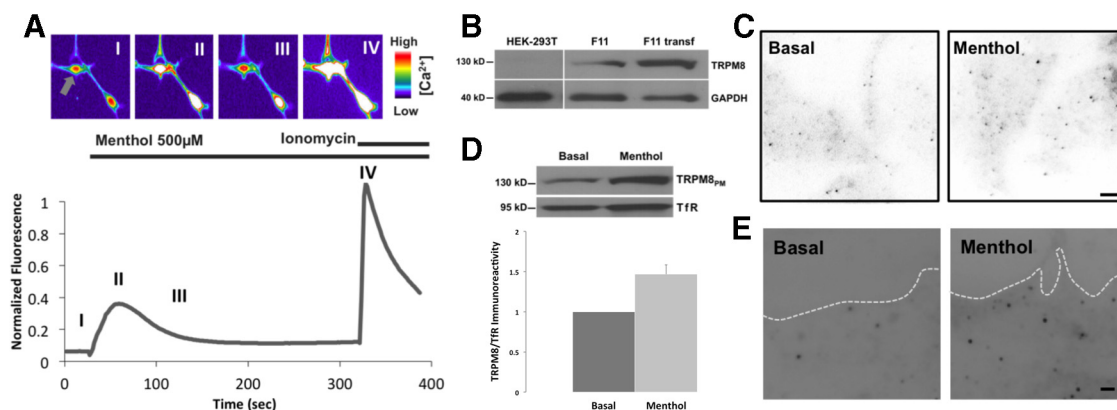 A
I
II
III
IV
High
[Ca²⁺]
Low
Menthol 500μM
Ionomycin
IV
Normalized Fluorescence
1
0.8
0.6
0.4
0.2
0
I
II
III
0
100
200
300
400
Time (sec)
B
HEK-293T
F11
F11 transf
130 kD
TRPM8
40 kD
GAPDH
C
Basal
Menthol
D
Basal
Menthol
130 kD
TRPM8PM
95 kD
TfR
TRPM8/TfR Immunoreactivity
2
1.5
1
0.5
0
Basal
Menthol
E
Basal
Menthol